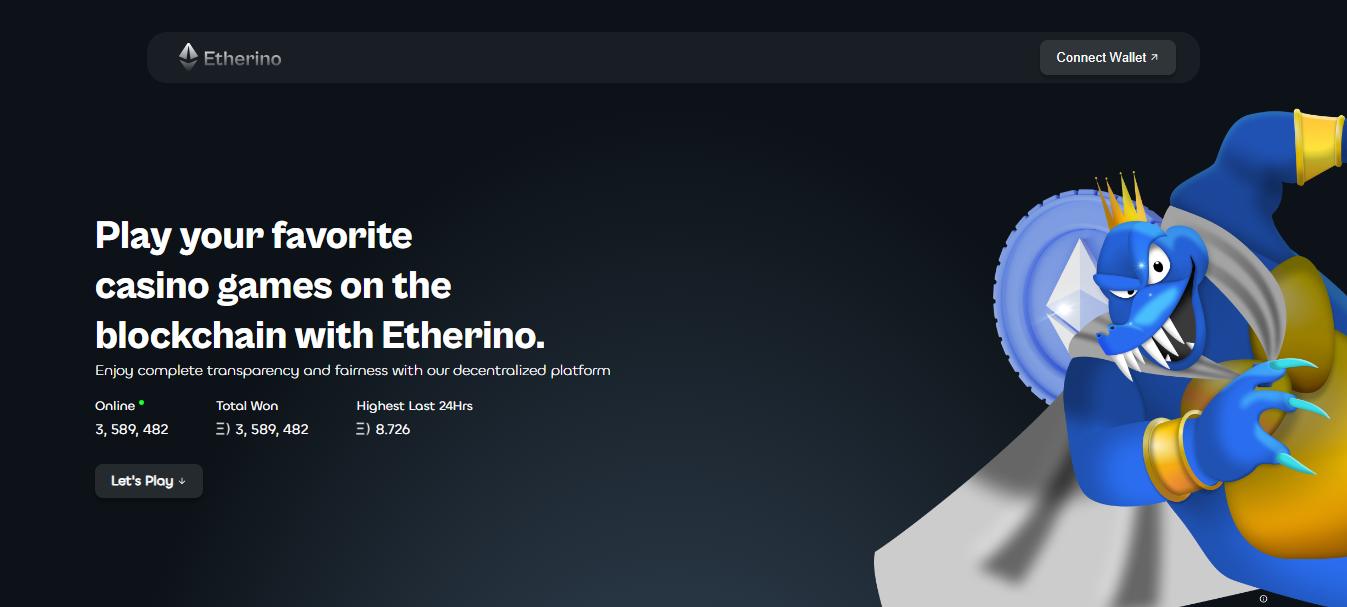 Etherino
Connect Wallet ↗
Play your favorite
casino games on the
blockchain with Etherino.
Enjoy complete transparency and fairness with our decentralized platform
Online Total Won Highest Last 24Hrs
3, 589, 482 Ξ) 3, 589, 482 Ξ) 8.726
Let's Play ↓